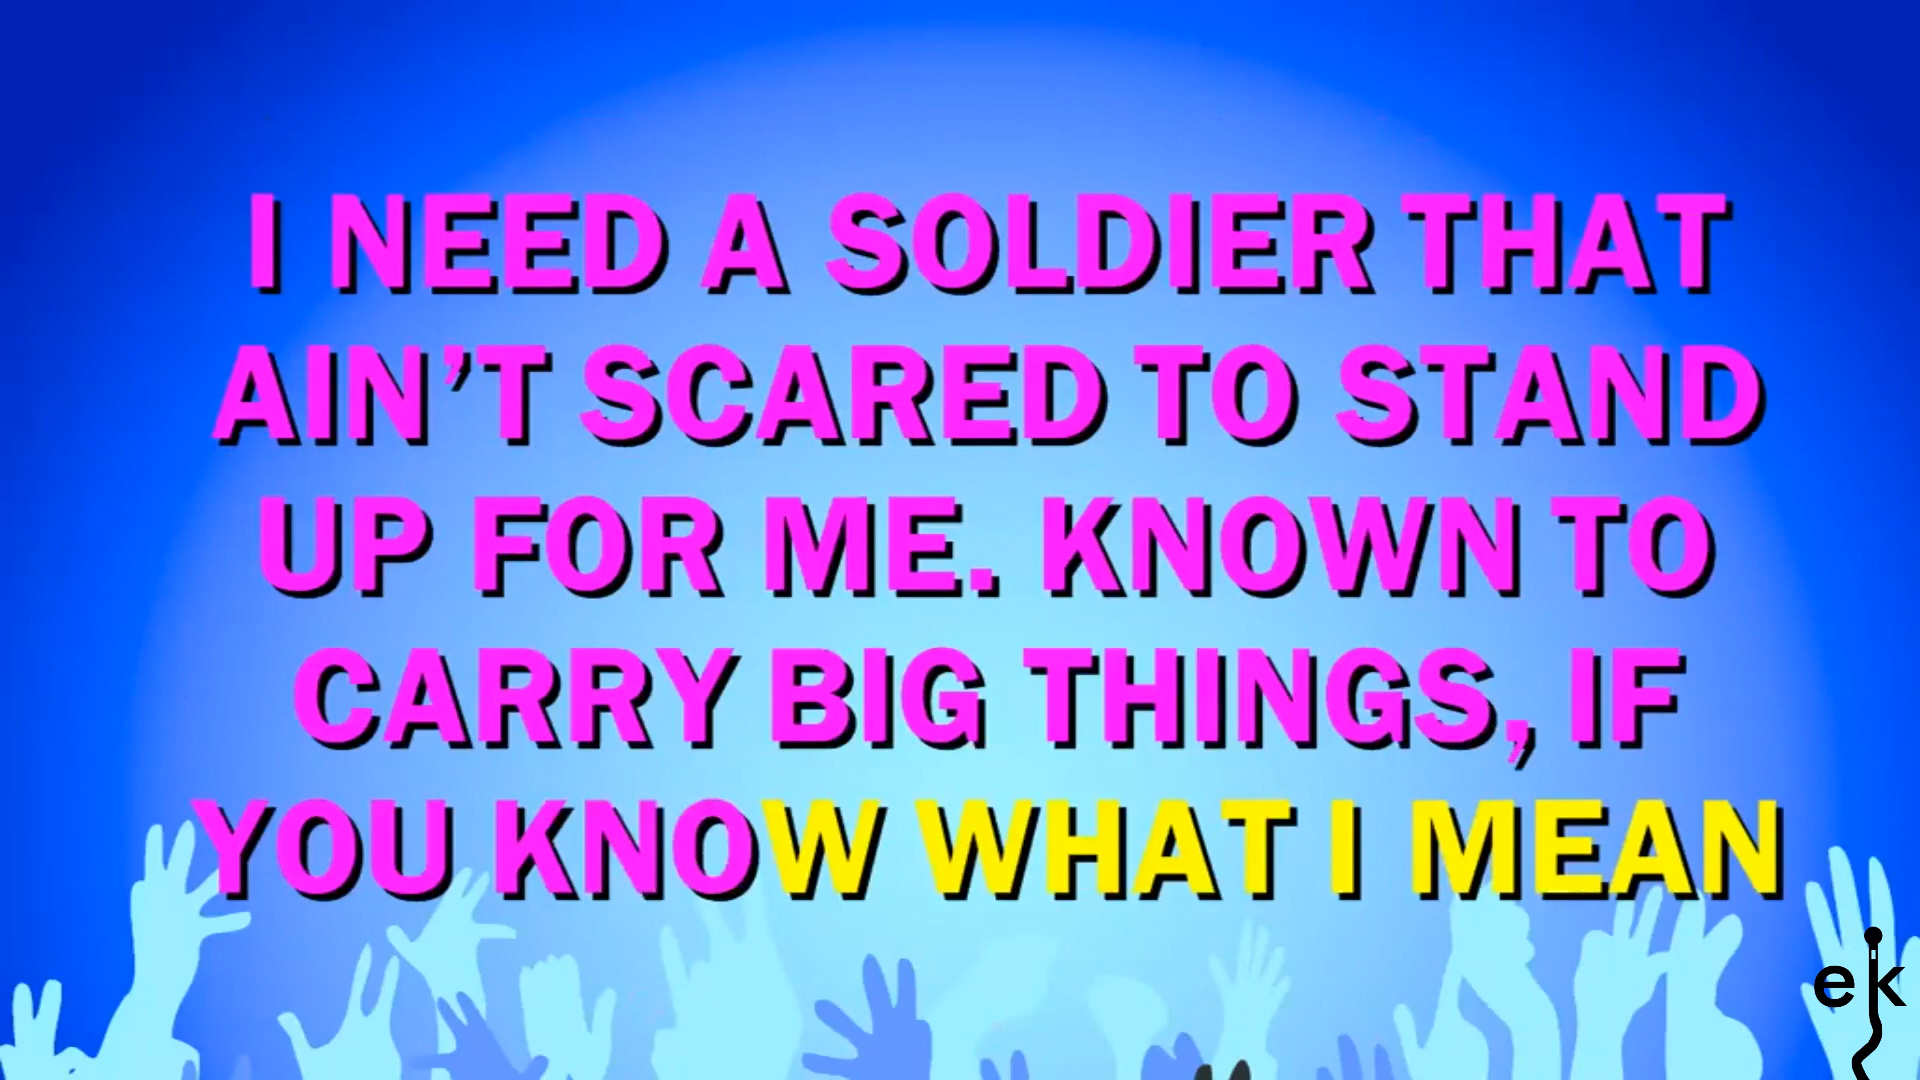 I NEED A SOLDIER THAT
AIN'T SCARED TO STAND
UP FOR ME. KNOWN TO
CARRY BIG THINGS, IF
YOU KNOW WHAT I MEAN
ek